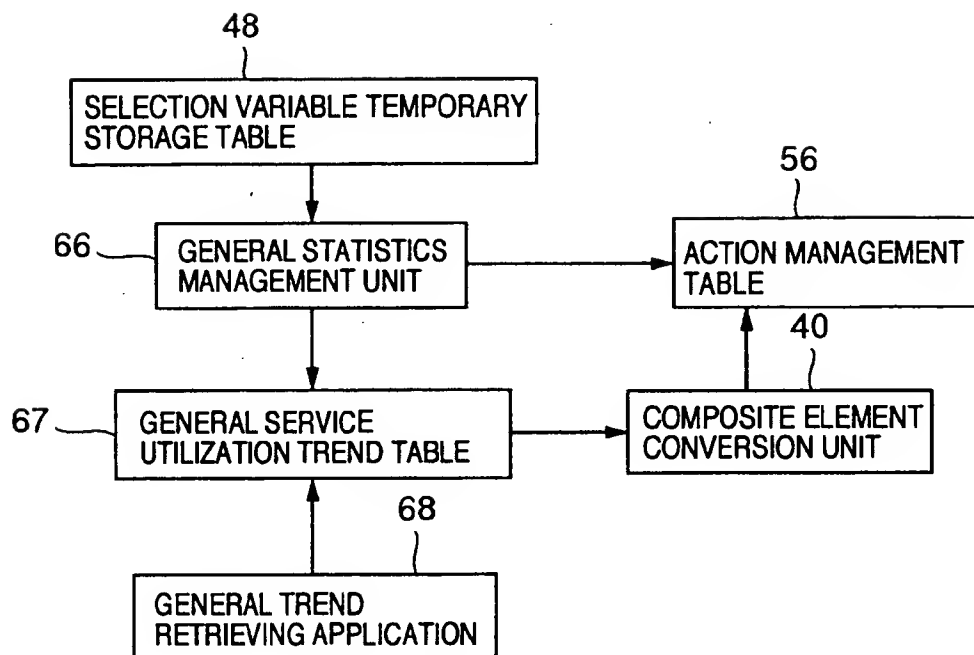 48
SELECTION VARIABLE TEMPORARY
STORAGE TABLE
56
66
GENERAL STATISTICS
MANAGEMENT UNIT
ACTION MANAGEMENT
TABLE
40
67
GENERAL SERVICE
UTILIZATION TREND TABLE
COMPOSITE ELEMENT
CONVERSION UNIT
68
GENERAL TREND
RETRIEVING APPLICATION